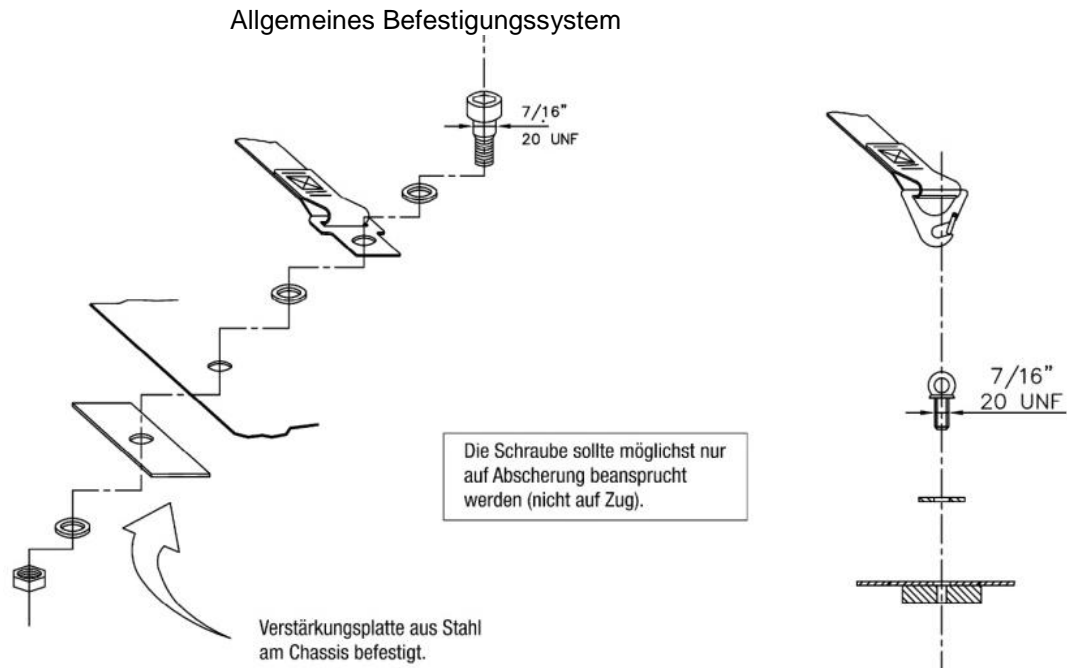 Allgemeines Befestigungssystem
7/16"
20 UNF
7/16"
20 UNF
Die Schraube sollte möglichst nur
auf Abscherung beansprucht
werden (nicht auf Zug).
Verstärkungsplatte aus Stahl
am Chassis befestigt.